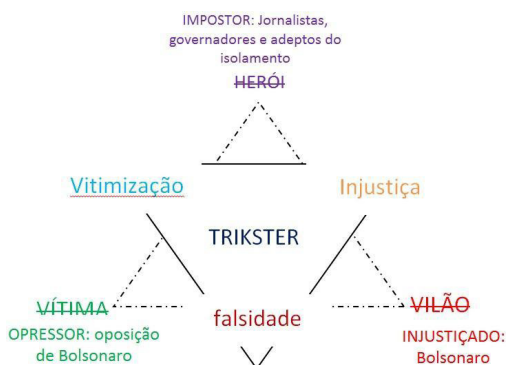 IMPOSTOR: Jornalistas,
governadores e adeptos do
isolamento
HERÓI
Vitimização
Injustiça
TRIKSTER
VÍTIMA
falsidade
VILÃO
OPRESSOR: oposição
de Bolsonaro
INJUSTIÇADO:
Bolsonaro